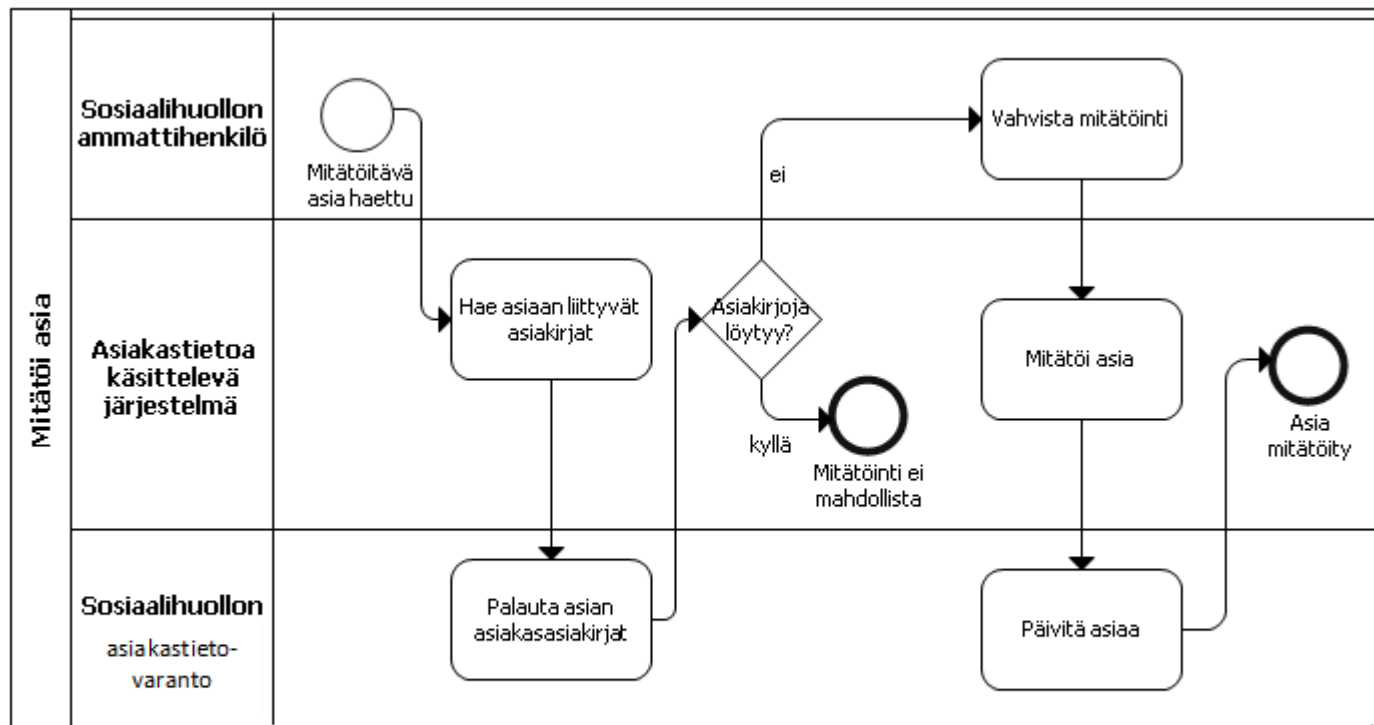 Mitätöi asia
Sosiaalihuollon
ammattihenkilö
Mitätöitävä
asia haettu
ei
Vahvista mitätöinti
Asiakastietoa
käsittelevä
järjestelmä
Hae asiaan liittyvät
asiakirjat
Asiakirjoja
löytyy?
kyllä
Mitätöinti ei
mahdollista
Mitätöi asia
Asia
mitätöity
Sosiaalihuollon
asiakastieto-
varanto
Palauta asian
asiakasasiakirjat
Päivitä asiaa